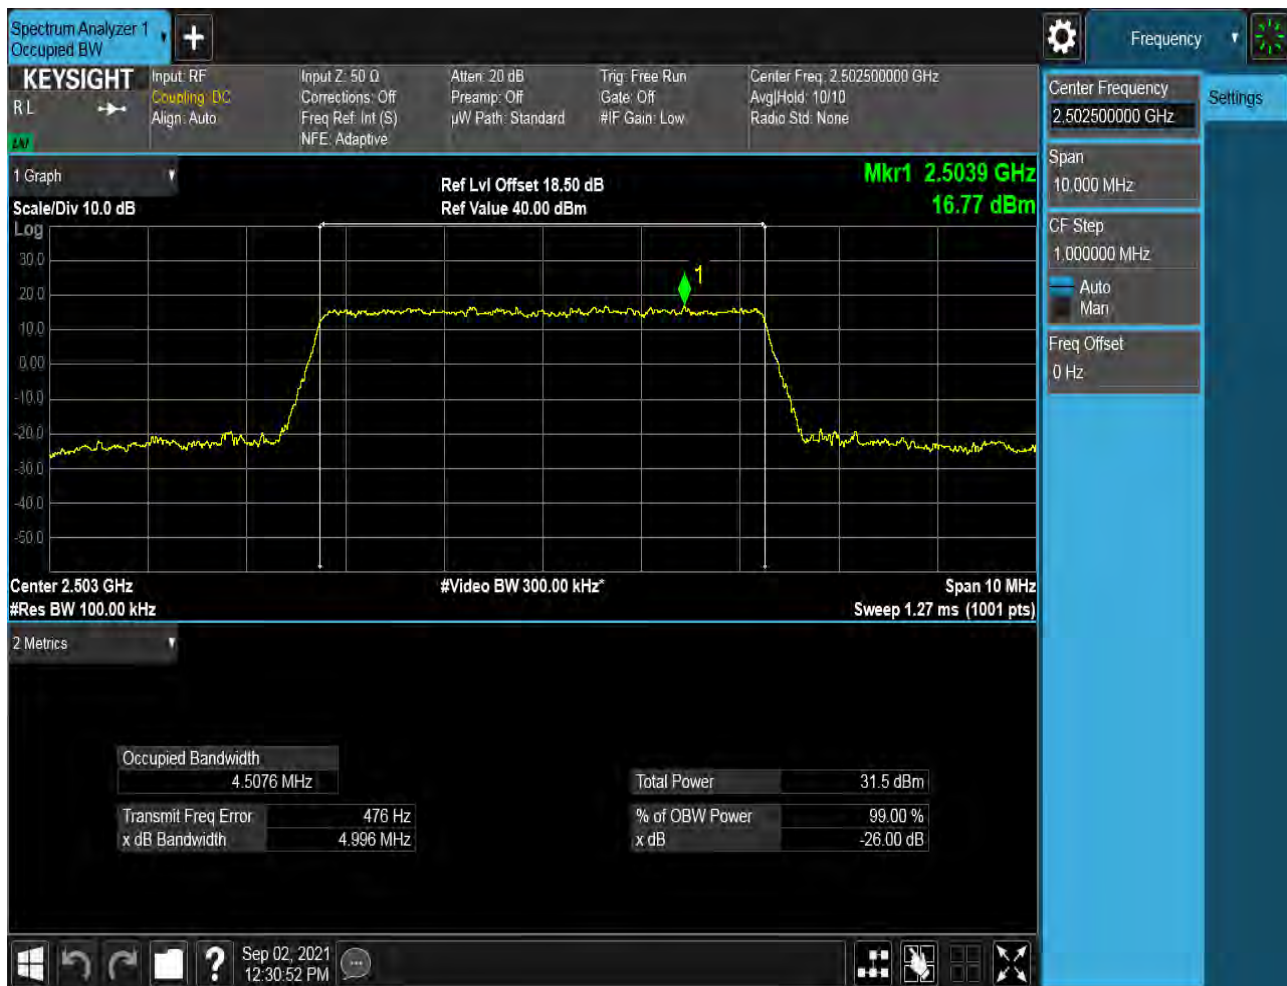 Spectrum Analyzer 1
Occupied BW
Frequency
KEYSIGHT
R L
LXI
Input: RF
Coupling: DC
Align: Auto
Input Z: 50 Ω
Corrections: Off
Freq Ref: Int (S)
NFE: Adaptive
Atten: 20 dB
Preamp: Off
µW Path: Standard
Trig: Free Run
Gate: Off
#IF Gain: Low
Center Freq: 2.502500000 GHz
Avg|Hold: 10/10
Radio Std: None
Center Frequency
2.502500000 GHz
Settings
Span
10.000 MHz
CF Step
1.000000 MHz
Auto
Man
Freq Offset
0 Hz
1 Graph
Scale/Div 10.0 dB
Ref Lvl Offset 18.50 dB
Ref Value 40.00 dBm
Mkr1 2.5039 GHz
16.77 dBm
Log
30.0
20.0
10.0
0.00
-10.0
-20.0
-30.0
-40.0
-50.0
1
Center 2.503 GHz
#Res BW 100.00 kHz
#Video BW 300.00 kHz*
Span 10 MHz
Sweep 1.27 ms (1001 pts)
2 Metrics
Occupied Bandwidth
4.5076 MHz
Transmit Freq Error 476 Hz
x dB Bandwidth 4.996 MHz
Total Power 31.5 dBm
% of OBW Power 99.00 %
x dB -26.00 dB
Sep 02, 2021
12:30:52 PM